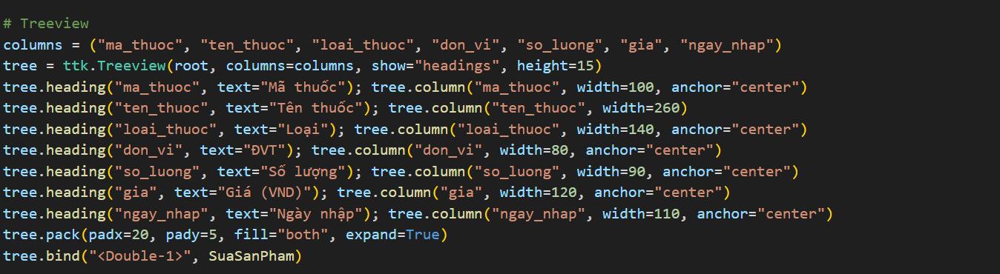 # Treeview
columns = ("ma_thuoc", "ten_thuoc", "loai_thuoc", "don_vi", "so_luong", "gia", "ngay_nhap")
tree = ttk.Treeview(root, columns=columns, show="headings", height=15)
tree.heading("ma_thuoc", text="Mã thuốc"); tree.column("ma_thuoc", width=100, anchor="center")
tree.heading("ten_thuoc", text="Tên thuốc"); tree.column("ten_thuoc", width=260)
tree.heading("loai_thuoc", text="Loại"); tree.column("loai_thuoc", width=140, anchor="center")
tree.heading("don_vi", text="ĐVT"); tree.column("don_vi", width=80, anchor="center")
tree.heading("so_luong", text="Số lượng"); tree.column("so_luong", width=90, anchor="center")
tree.heading("gia", text="Giá (VND)"); tree.column("gia", width=120, anchor="center")
tree.heading("ngay_nhap", text="Ngày nhập"); tree.column("ngay_nhap", width=110, anchor="center")
tree.pack(padx=20, pady=5, fill="both", expand=True)
tree.bind("<Double-1>", SuaSanPham)